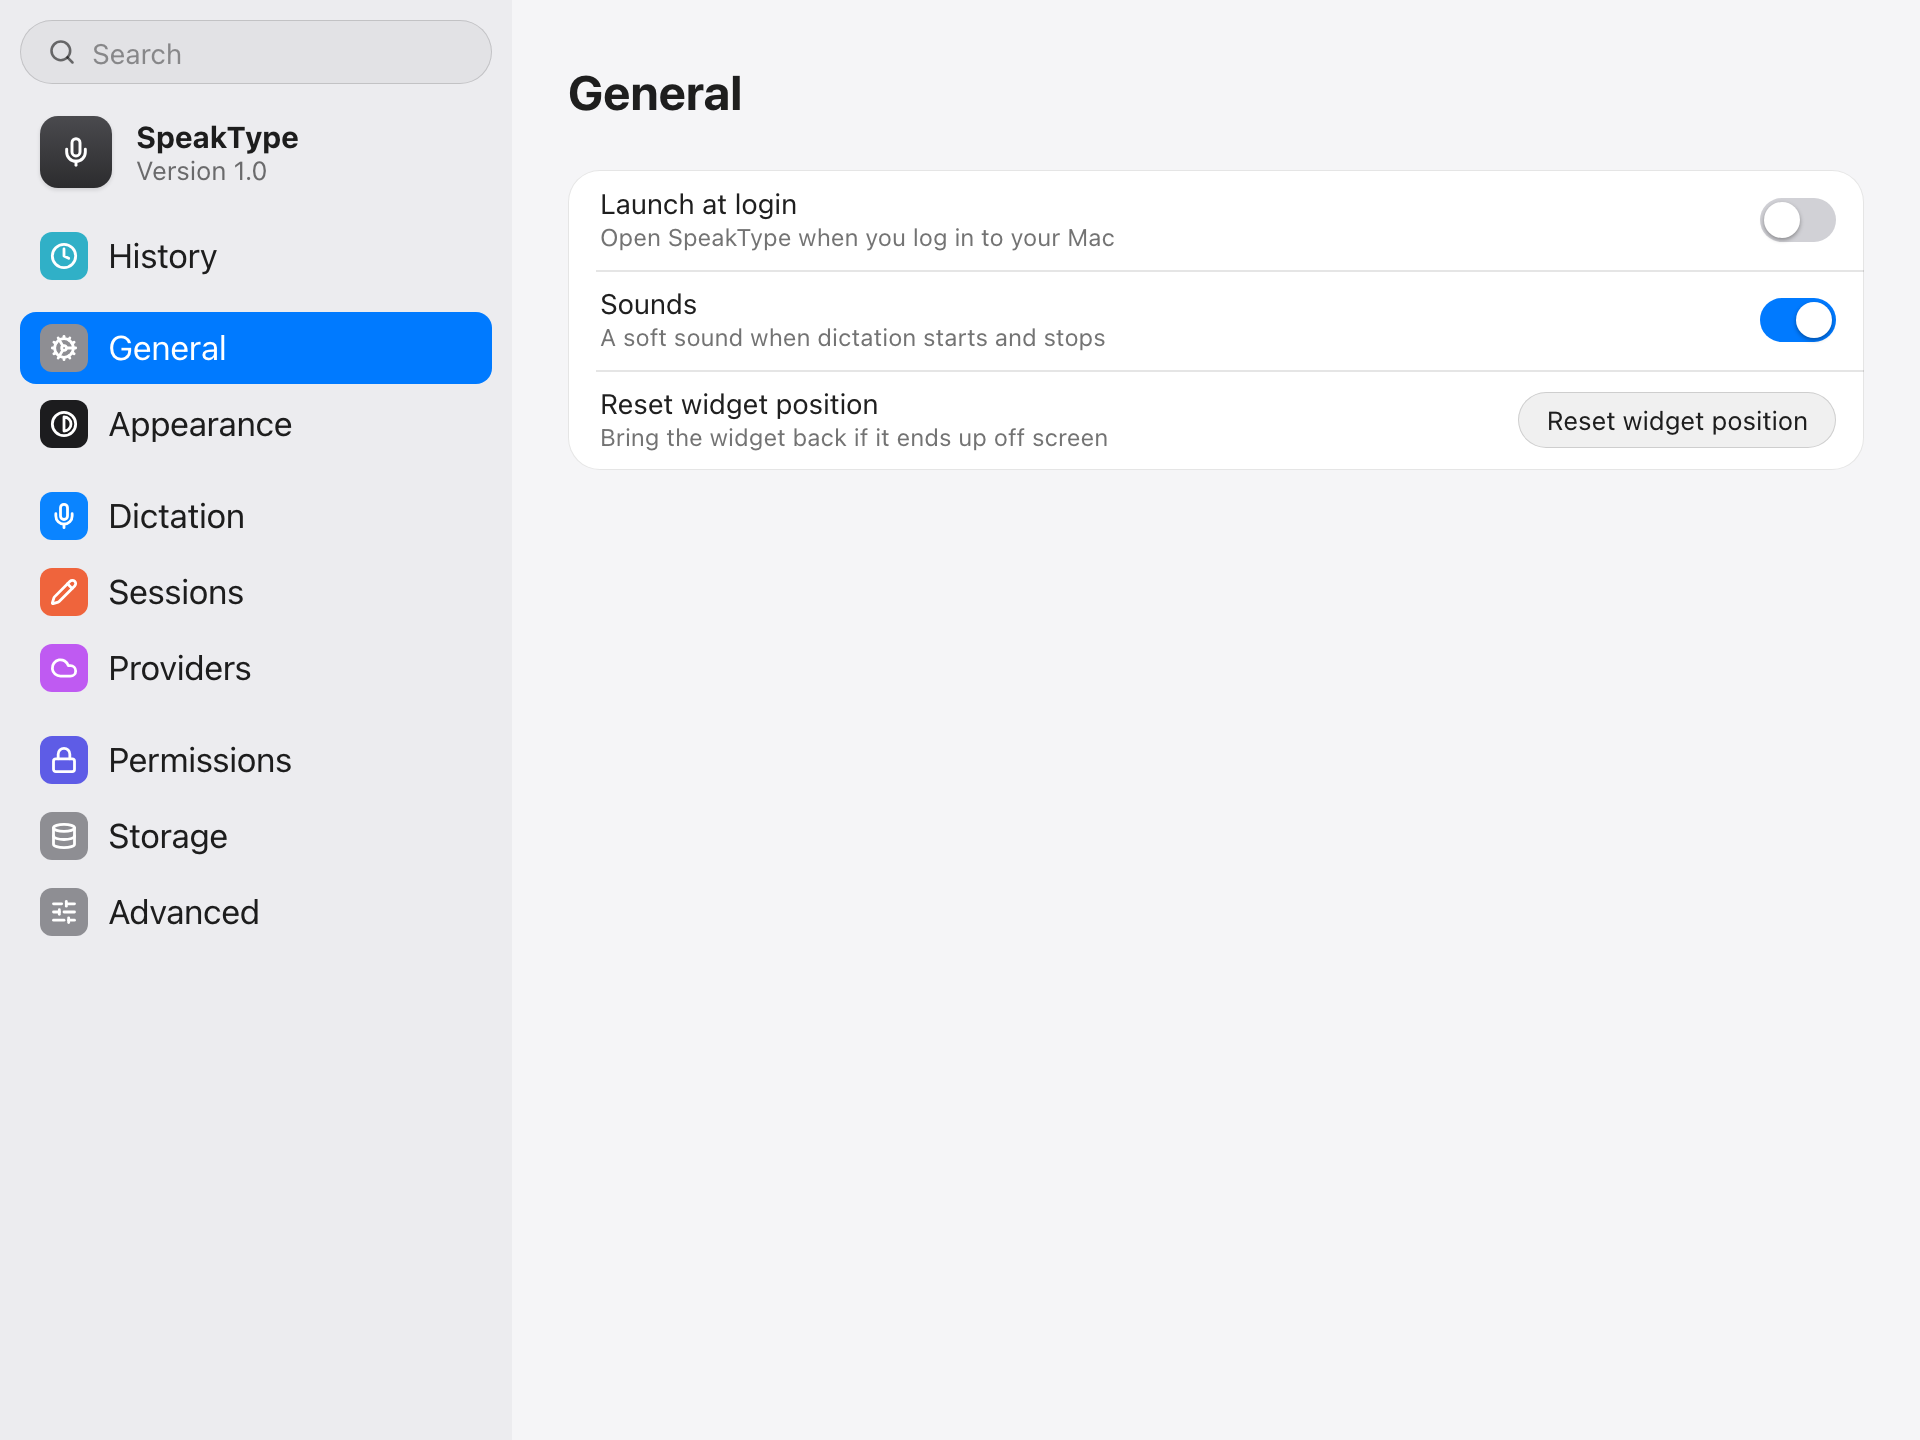 Search
SpeakType
Version 1.0
History
General
Appearance
Dictation
Sessions
Providers
Permissions
Storage
Advanced
General
Launch at login
Open SpeakType when you log in to your Mac
Sounds
A soft sound when dictation starts and stops
Reset widget position
Bring the widget back if it ends up off screen
Reset widget position